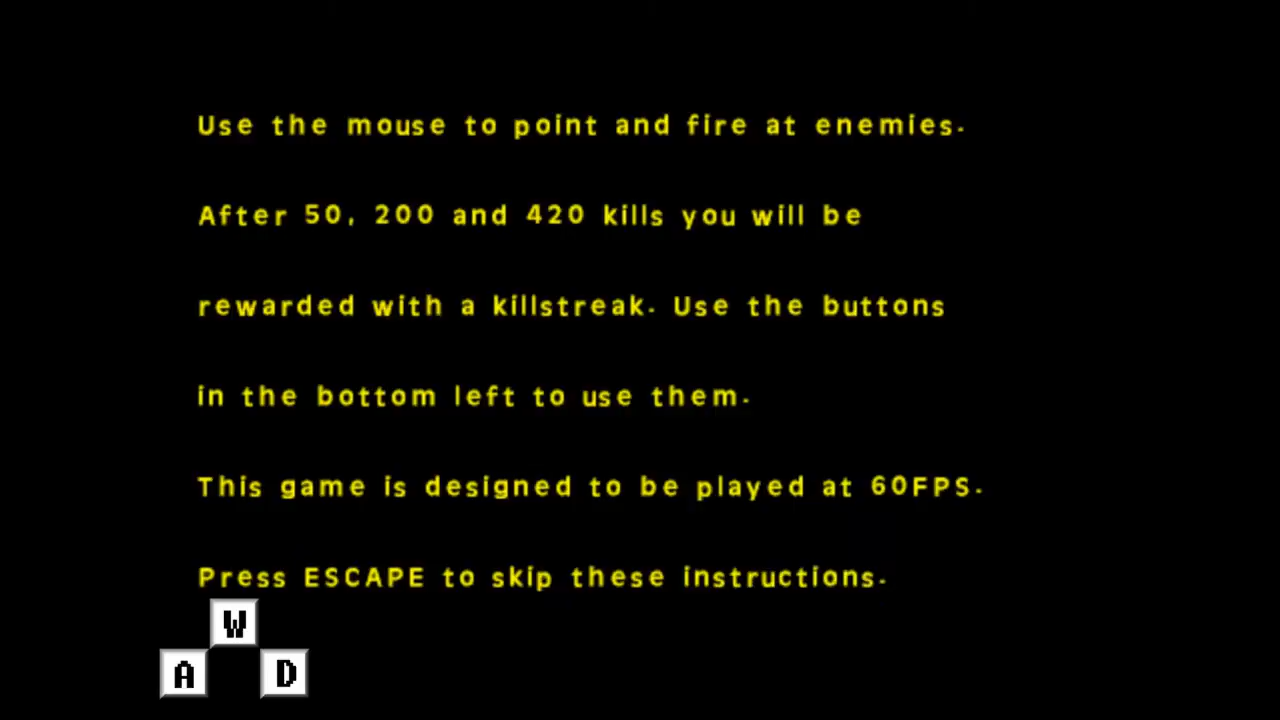 Use the mouse to point and fire at enemies.
After 50, 200 and 420 kills you will be
rewarded with a killstreak. Use the buttons
in the bottom left to use them.
This game is designed to be played at 60FPS.
Press ESCAPE to skip these instructions.
W
A D